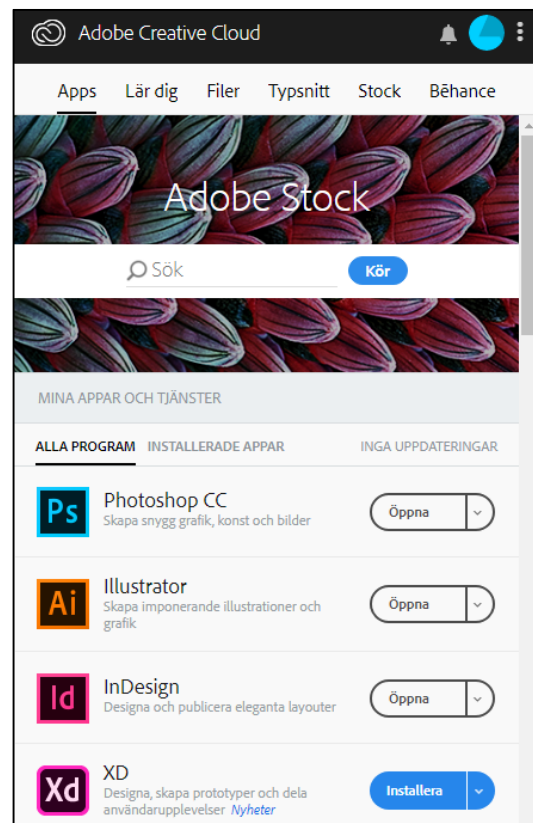 Adobe Creative Cloud
Apps Lär dig Filer Typsnitt Stock Bēhance
Adobe Stock
Sök Kör
MINA APPAR OCH TJÄNSTER
ALLA PROGRAM INSTALLERADE APPAR INGA UPPDATERINGAR
Ps
Photoshop CC
Skapa snygg grafik, konst och bilder
Öppna
Ai
Illustrator
Skapa imponerande illustrationer och
grafik
Öppna
Id
InDesign
Designa och publicera eleganta layouter
Öppna
Xd
XD
Designa, skapa prototyper och dela
användarupplevelser Nyheter
Installera